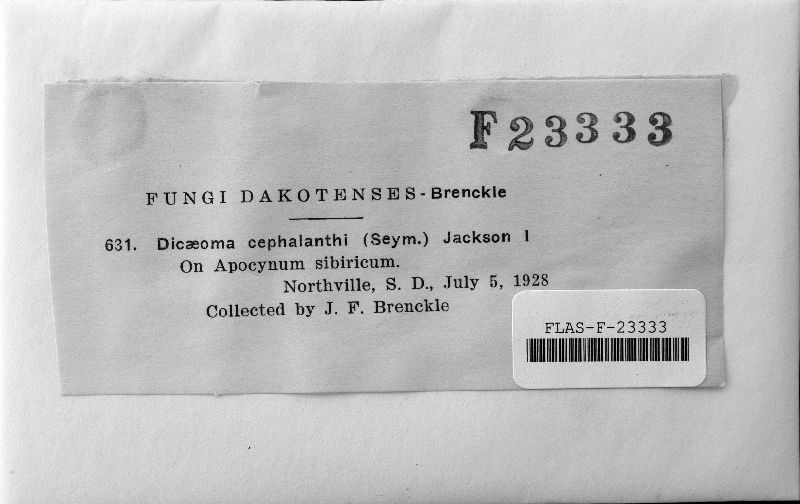 F23333
FUNGI DAKOTENSES - Brenckle
631. Dicæoma cephalanthi (Seym.) Jackson I
On Apocynum sibiricum.
Northville, S. D., July 5, 1928
Collected by J. F. Brenckle
FLAS-F-23333